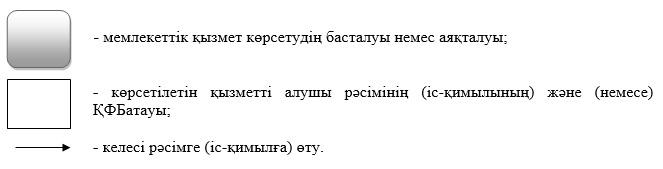 - мемлекеттік қызмет көрсетудің басталуы немес аяқталуы;
- көрсетілетін қызметті алушы рәсімінің (іс-қимылының) және (немесе)
ҚФБатауы;
- келесі рәсімге (іс-қимылға) өту.